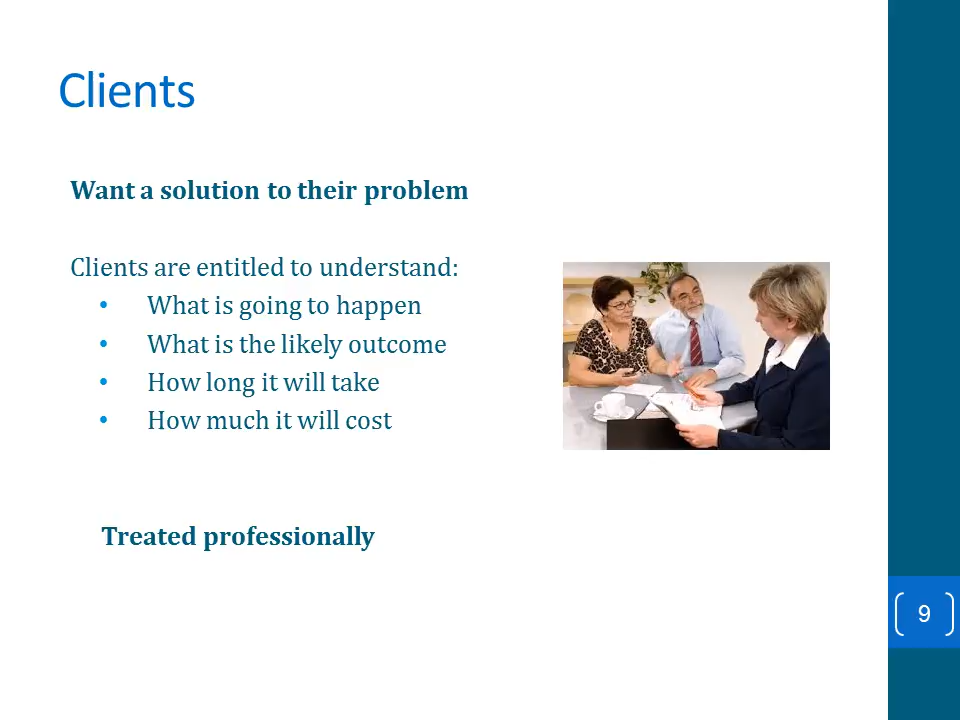 Clients
Want a solution to their problem
Clients are entitled to understand:
• What is going to happen
• What is the likely outcome
• How long it will take
• How much it will cost
Treated professionally
9